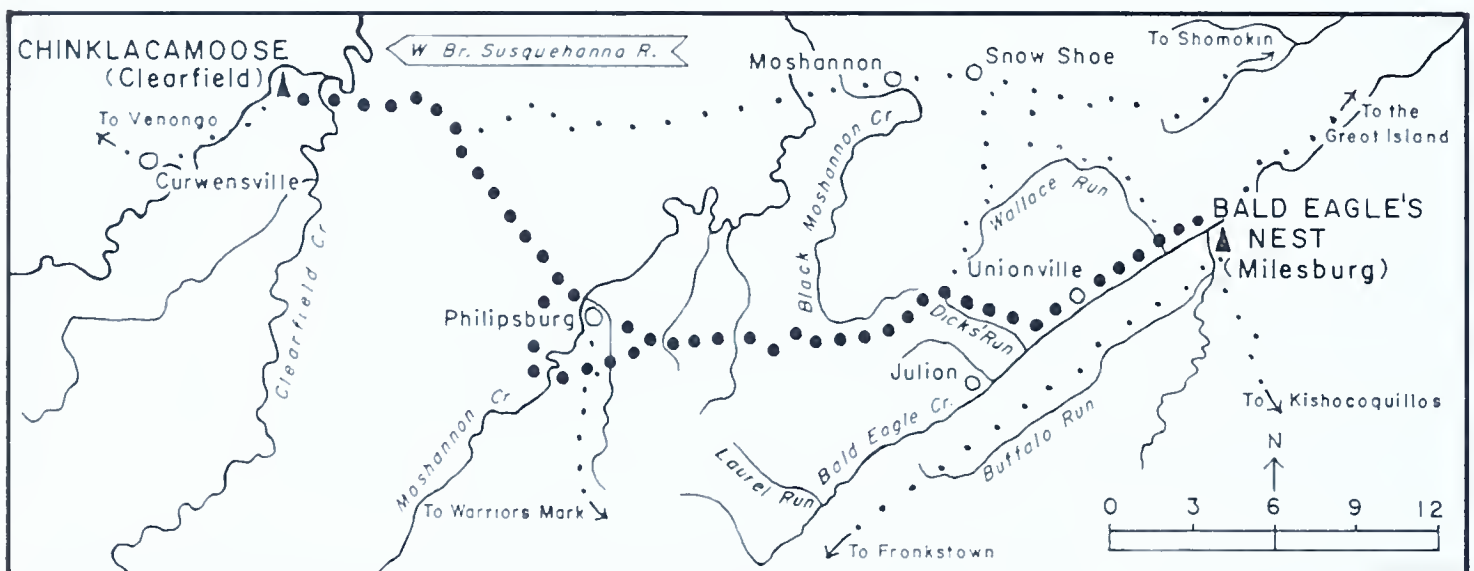 CHINKLACAMOOSE
(Clearfield)
W Br. Susquehanna R.
To Venongo
Curwensville
Clearfield Cr
Moshannon
Snow Shoe
To Shomokin
To the
Great Island
Black Moshannon Cr
Wallace Run
BALD EAGLE'S
NEST
(Milesburg)
Unionville
Philipsburg
Dicks' Run
Julion
Moshannon Cr
Bald Eagle Cr.
Buffalo Run
Laurel Run
To Kishocoquillos
To Warriors Mark
To Fronkstown
N
0 3 6 9 12